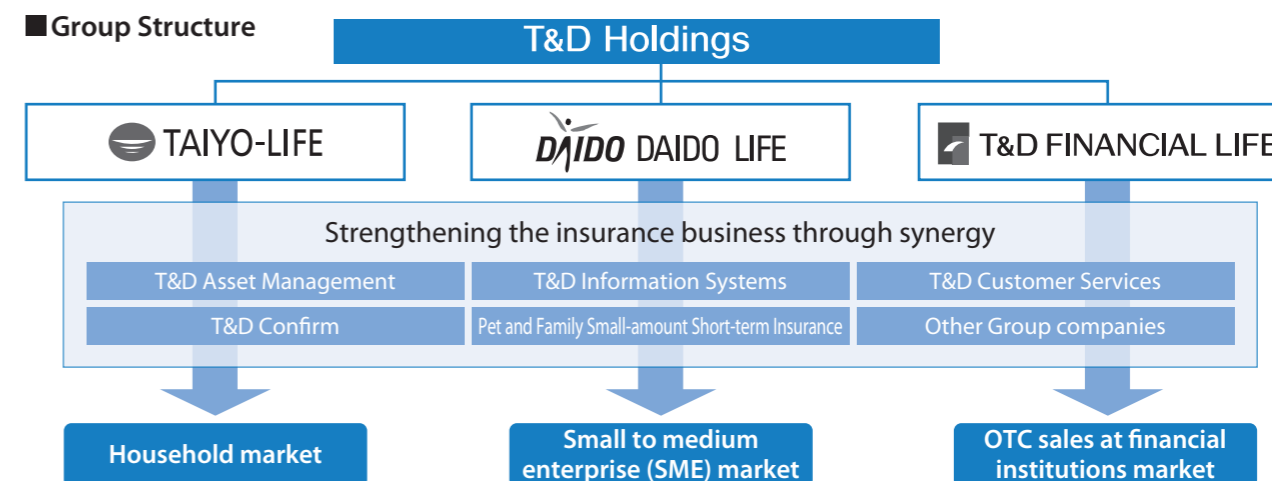 ■Group Structure
T&D Holdings
TAIYO-LIFE
DAIDO DAIDO LIFE
T&D FINANCIAL LIFE
Strengthening the insurance business through synergy
T&D Asset Management
T&D Information Systems
T&D Customer Services
T&D Confirm
Pet and Family Small-amount Short-term Insurance
Other Group companies
Household market
Small to medium
enterprise (SME) market
OTC sales at financial
institutions market